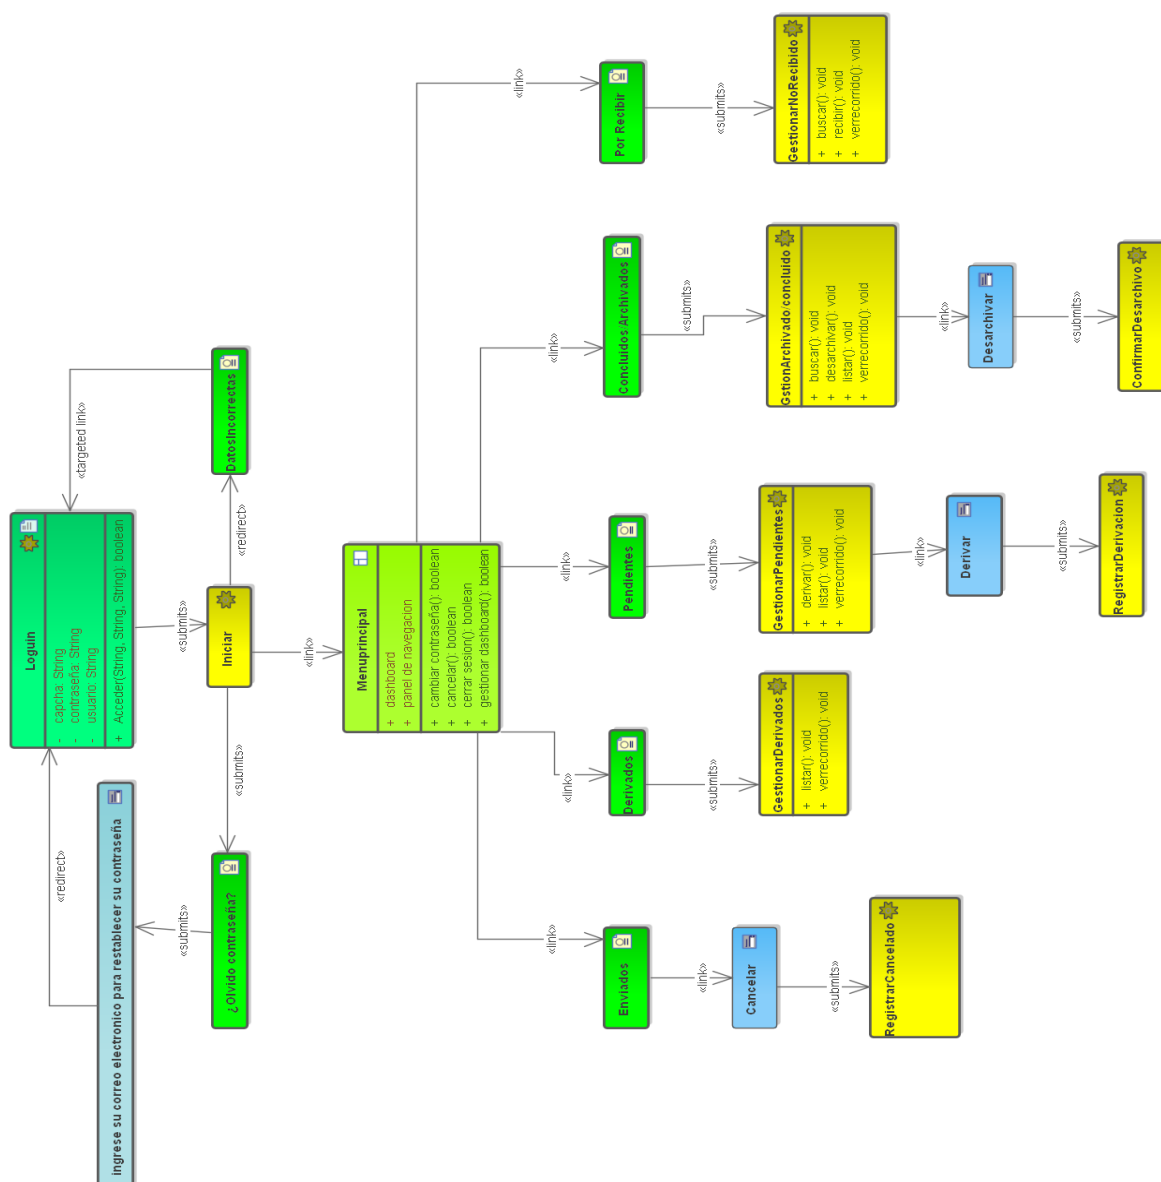 Loguin
- capcha: String
- contraseña: String
- usuario: String
+ Acceder(String, String, String): boolean
ingrese su correo electronico para restablecer su contraseña
«redirect»
«submits»
¿Olvido contraseña?
«submits»
«submits»
Iniciar
«redirect»
DatosIncorrectas
«targeted link»
«link»
Menuprincipal
+ dashboard
+ panel de navegacion
+ cambiar contraseña(): boolean
+ cancelar(): boolean
+ cerrar sesion(): boolean
+ gestionar dashboard(): boolean
«link»
Enviados
«link»
Cancelar
«submits»
RegistrarCancelado
«link»
Derivados
«submits»
GestionarDerivados
+ listar(): void
+ verrecorrido(): void
«link»
Pendientes
«submits»
GestionarPendientes
+ derivar(): void
+ listar(): void
+ verrecorrido(): void
«link»
Derivar
«submits»
RegistrarDerivacion
«link»
Concluidos/Archivados
«submits»
GstionArchivado/concluido
+ buscar(): void
+ desarchivar(): void
+ listar(): void
+ verrecorrido(): void
«link»
Desarchivar
«submits»
ConfirmarDesarchivo
«link»
Por Recibir
«submits»
GestionarNoRecibido
+ buscar(): void
+ recibir(): void
+ verrecorrido(): void